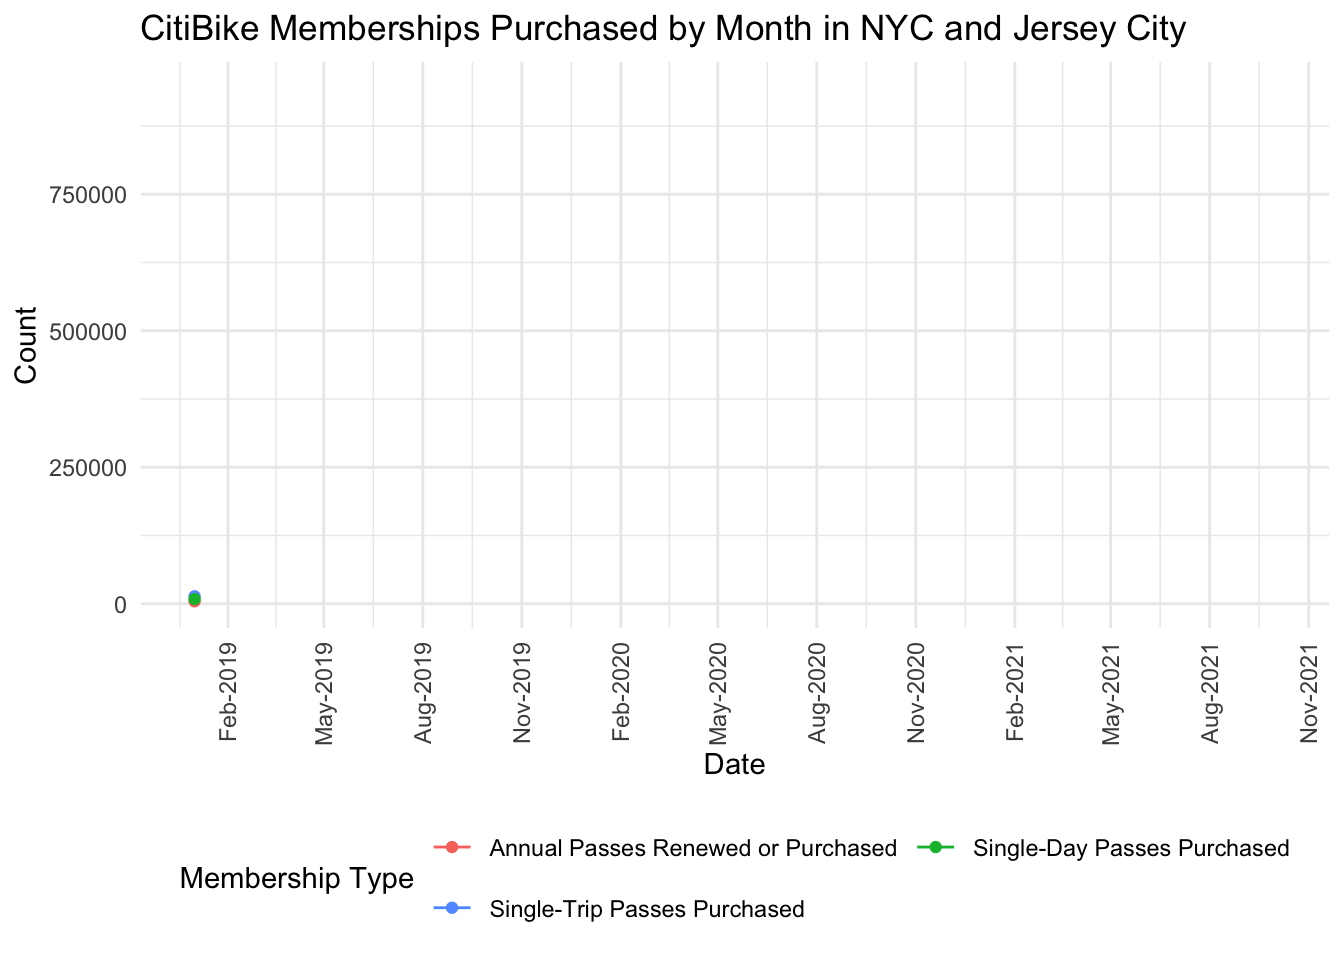 CitiBike Memberships Purchased by Month in NYC and Jersey City
Count
750000
500000
250000
0
Feb-2019
May-2019
Aug-2019
Nov-2019
Feb-2020
May-2020
Aug-2020
Nov-2020
Feb-2021
May-2021
Aug-2021
Nov-2021
Date
Membership Type
Annual Passes Renewed or Purchased
Single-Day Passes Purchased
Single-Trip Passes Purchased